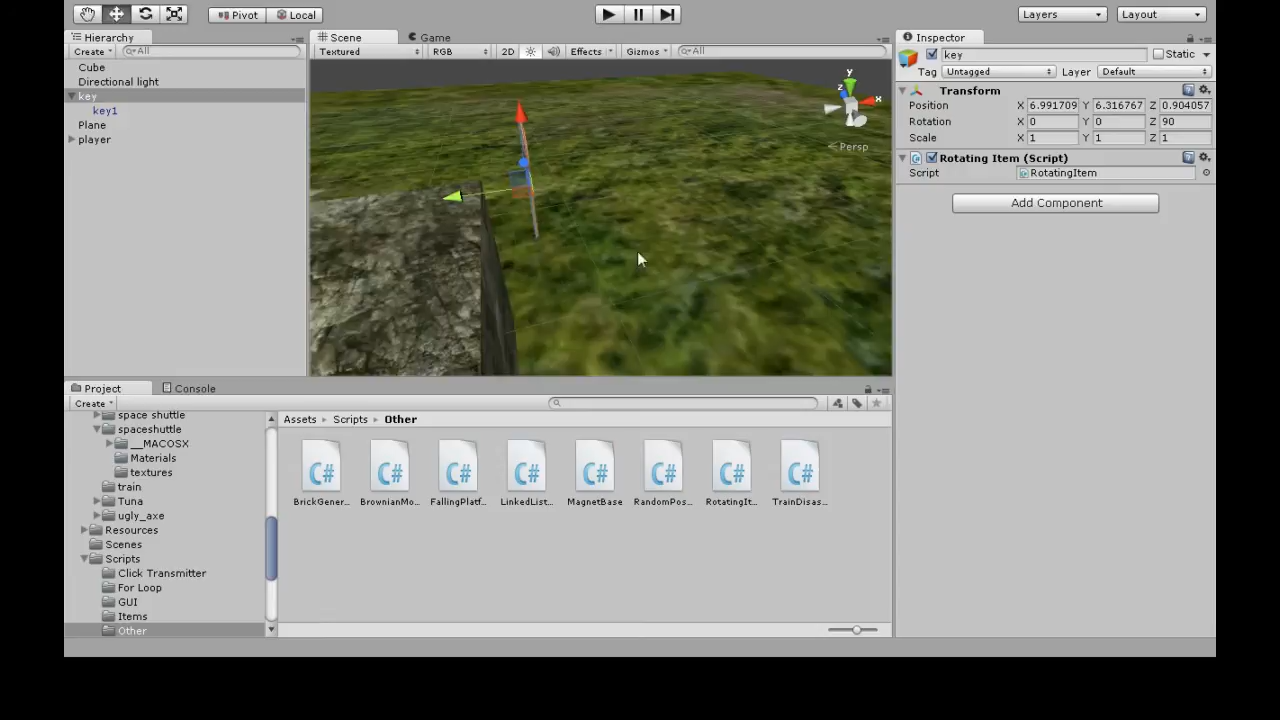 Pivot Local Layers Layout
Hierarchy Scene Game Inspector
Create All Textured RGB 2D Effects Gizmos All key Static
Tag Untagged Layer Default
Cube
Directional light
key
key1
Plane
player
y
z x
Persp
Transform
Position X 6.991709 Y 6.316767 Z 0.904057
Rotation X 0 Y 0 Z 90
Scale X 1 Y 1 Z 1
Rotating Item (Script)
Script RotatingItem
Add Component
Project Console
Create
space shuttle
spaceshuttle
__MACOSX
Materials
textures
train
Tuna
ugly_axe
Resources
Scenes
Scripts
Click Transmitter
For Loop
GUI
Items
Other
Assets Scripts Other
C# C# C# C# C# C# C# C#
BrickGener... BrownianMo... FallingPlatf... LinkedList... MagnetBase RandomPos... RotatingIt... TrainDisas...